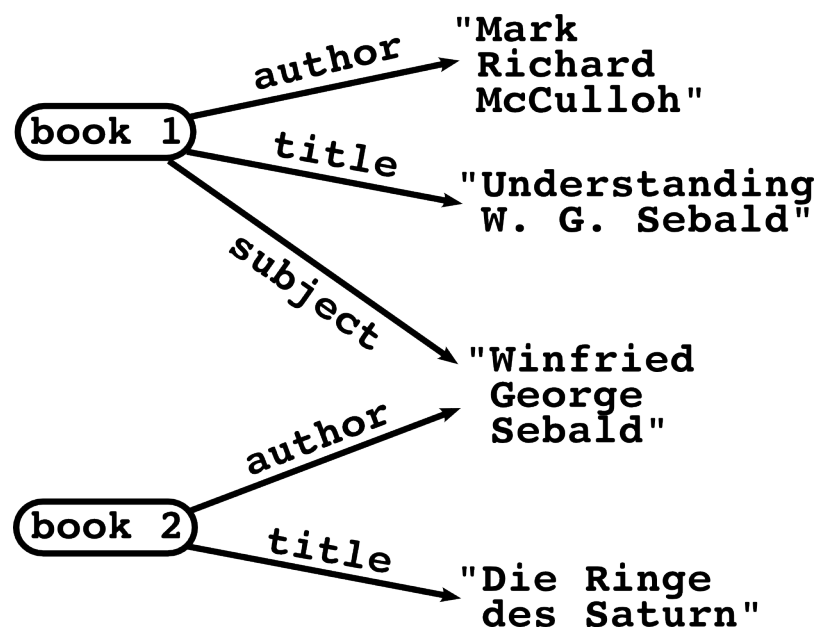 "Mark
Richard
McCulloh"
author
book 1
title
"Understanding
W. G. Sebald"
subject
"Winfried
George
Sebald"
author
book 2
title
"Die Ringe
des Saturn"